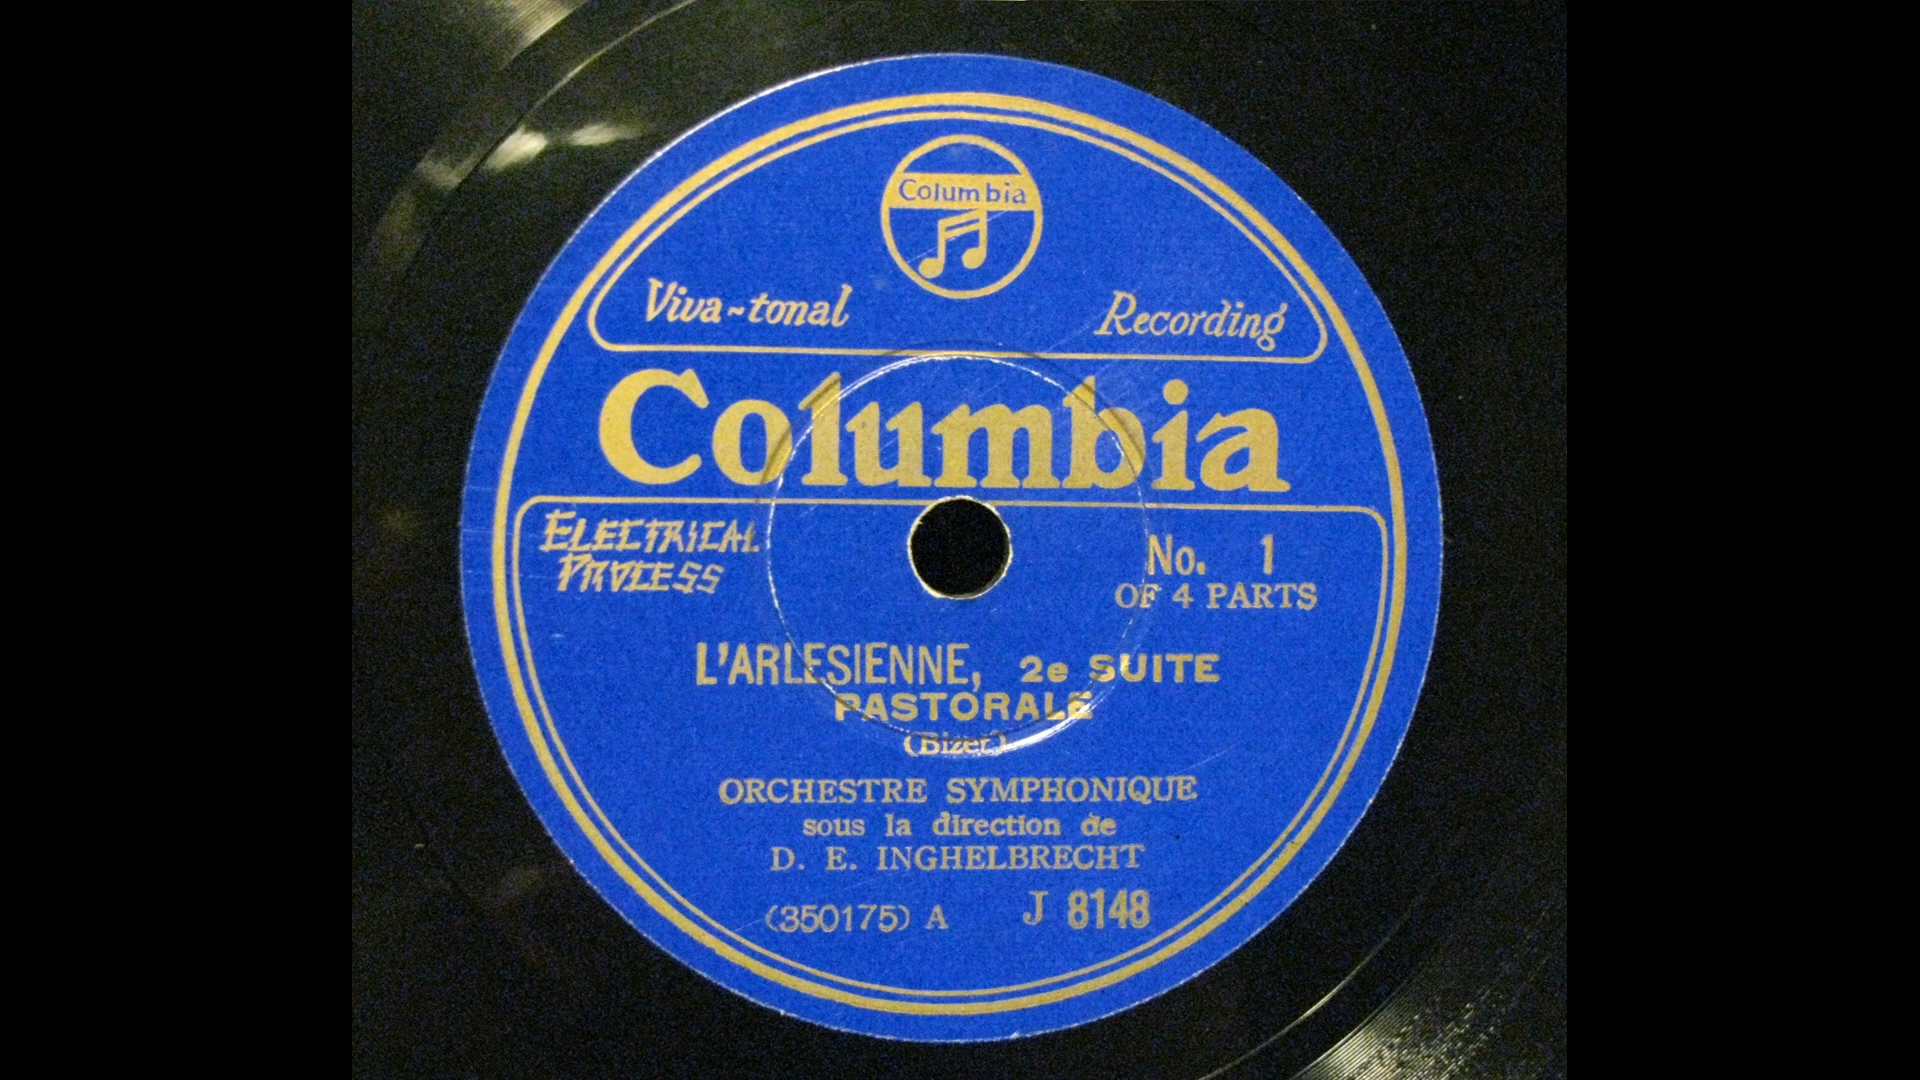 Columbia
Viva-tonal Recording
Columbia
ELECTRICAL
PROCESS
No. 1
OF 4 PARTS
L'ARLESIENNE, 2e SUITE
PASTORALE
(Bizet)
ORCHESTRE SYMPHONIQUE
sous la direction de
D. E. INGHELBRECHT
(350175) A J 8148